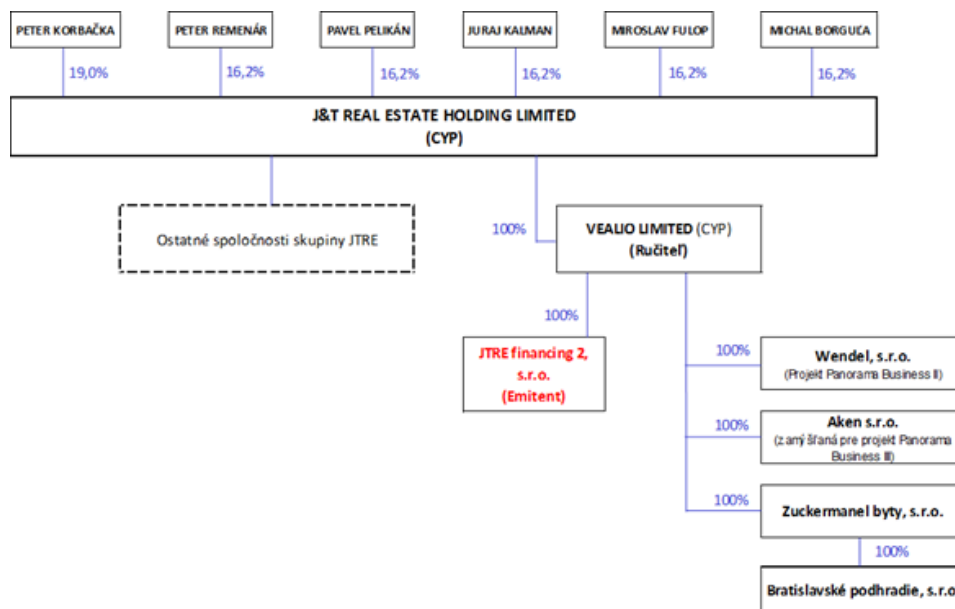 PETER KORBAČKA
PETER REMENÁR
PAVEL PELIKÁN
JURAJ KALMAN
MIROSLAV FULOP
MICHAL BORGUĽA
19,0%
16,2%
16,2%
16,2%
16,2%
16,2%
J&T REAL ESTATE HOLDING LIMITED
(CYP)
Ostatné spoločnosti skupiny JTRE
100%
VEALIO LIMITED (CYP)
(Ručiteľ)
100%
JTRE financing 2,
s.r.o.
(Emitent)
100%
Wendel, s.r.o.
(Projekt Panorama Business II)
100%
Aken s.r.o.
(zamýšľaná pre projekt Panorama
Business III)
100%
Zuckermanel byty, s.r.o.
100%
Bratislavské podhradie, s.r.o